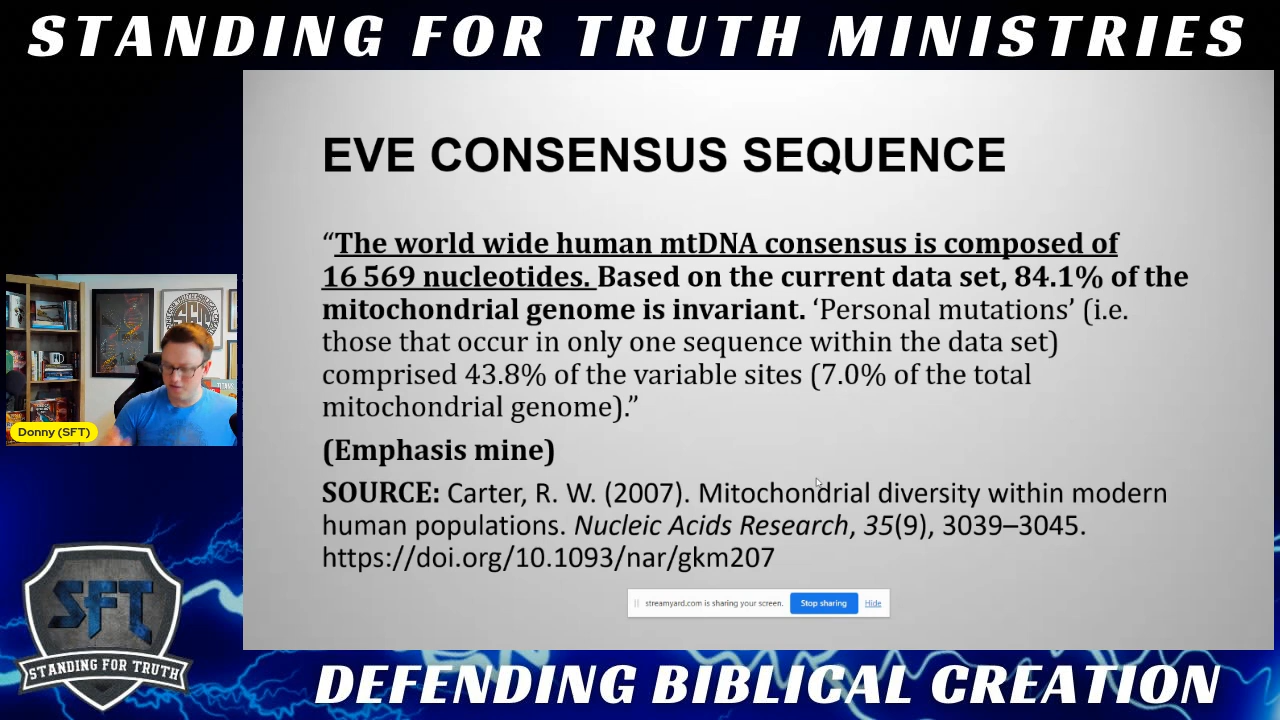 STANDING FOR TRUTH MINISTRIES
EVE CONSENSUS SEQUENCE
“The world wide human mtDNA consensus is composed of
16 569 nucleotides. Based on the current data set, 84.1% of the
mitochondrial genome is invariant. ‘Personal mutations’ (i.e.
those that occur in only one sequence within the data set)
comprised 43.8% of the variable sites (7.0% of the total
mitochondrial genome).”
(Emphasis mine)
SOURCE: Carter, R. W. (2007). Mitochondrial diversity within modern
human populations. Nucleic Acids Research, 35(9), 3039–3045.
https://doi.org/10.1093/nar/gkm207
streamyard.com is sharing your screen.
Stop sharing
Hide
Donny (SFT)
SFT
STANDING FOR TRUTH
DEFENDING BIBLICAL CREATION